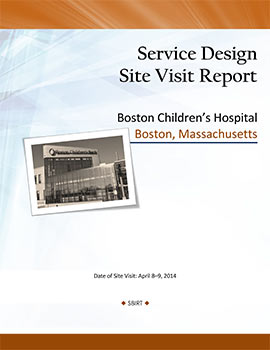 Service Design
Site Visit Report
Boston Children's Hospital
Boston, Massachusetts
Date of Site Visit: April 8–9, 2014
◆ SBIRT ◆